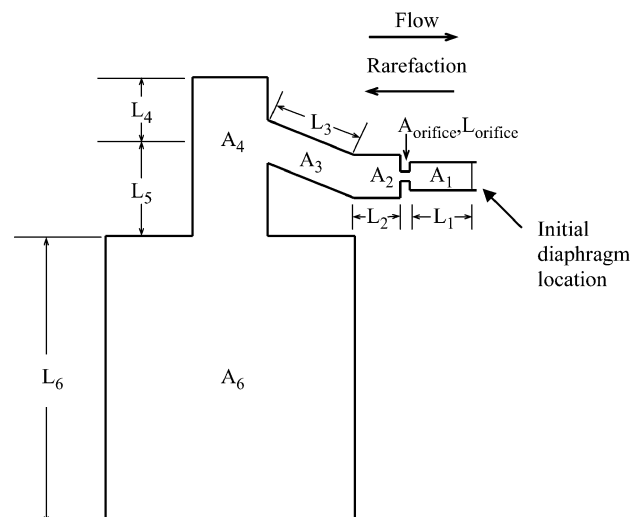 Flow
Rarefaction
L4
L3
Aorifice,Lorifice
A4
A3
A2
A1
L5
L2
L1
Initial
diaphragm
location
L6
A6